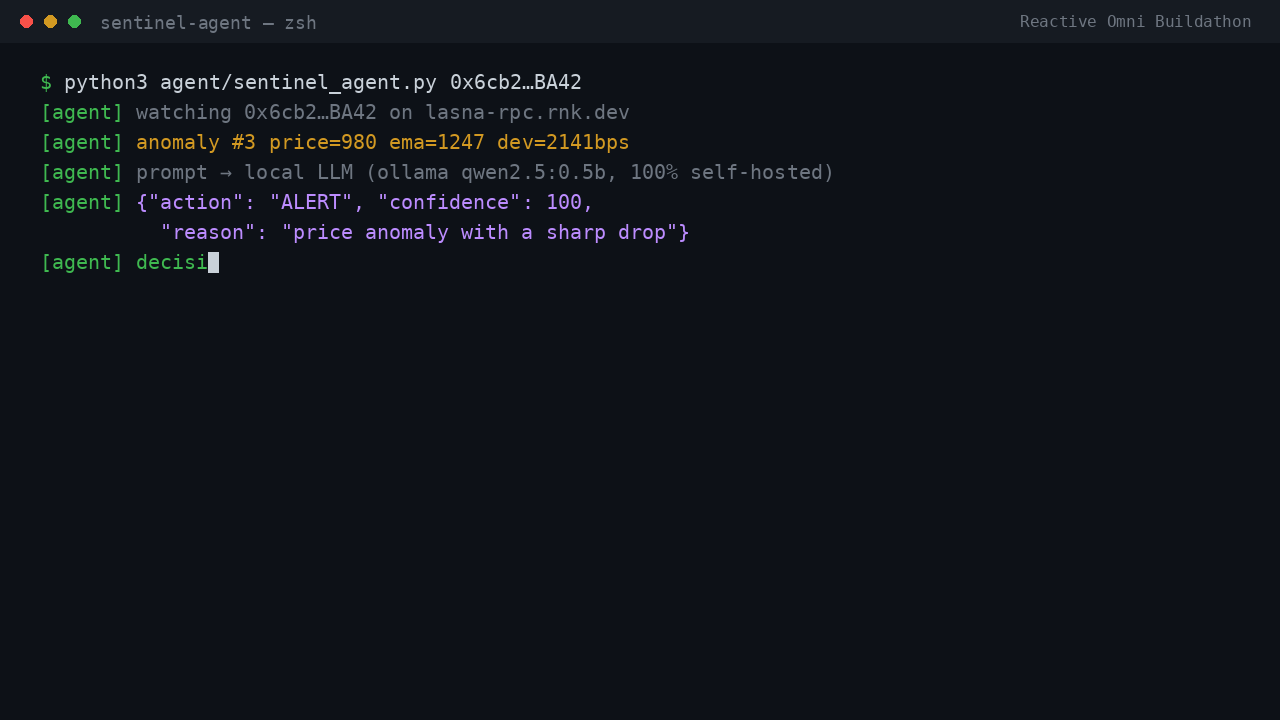 sentinel-agent — zsh
Reactive Omni Buildathon
$ python3 agent/sentinel_agent.py 0x6cb2…BA42
[agent] watching 0x6cb2…BA42 on lasna-rpc.rnk.dev
[agent] anomaly #3 price=980 ema=1247 dev=2141bps
[agent] prompt → local LLM (ollama qwen2.5:0.5b, 100% self-hosted)
[agent] {"action": "ALERT", "confidence": 100,
"reason": "price anomaly with a sharp drop"}
[agent] decisi